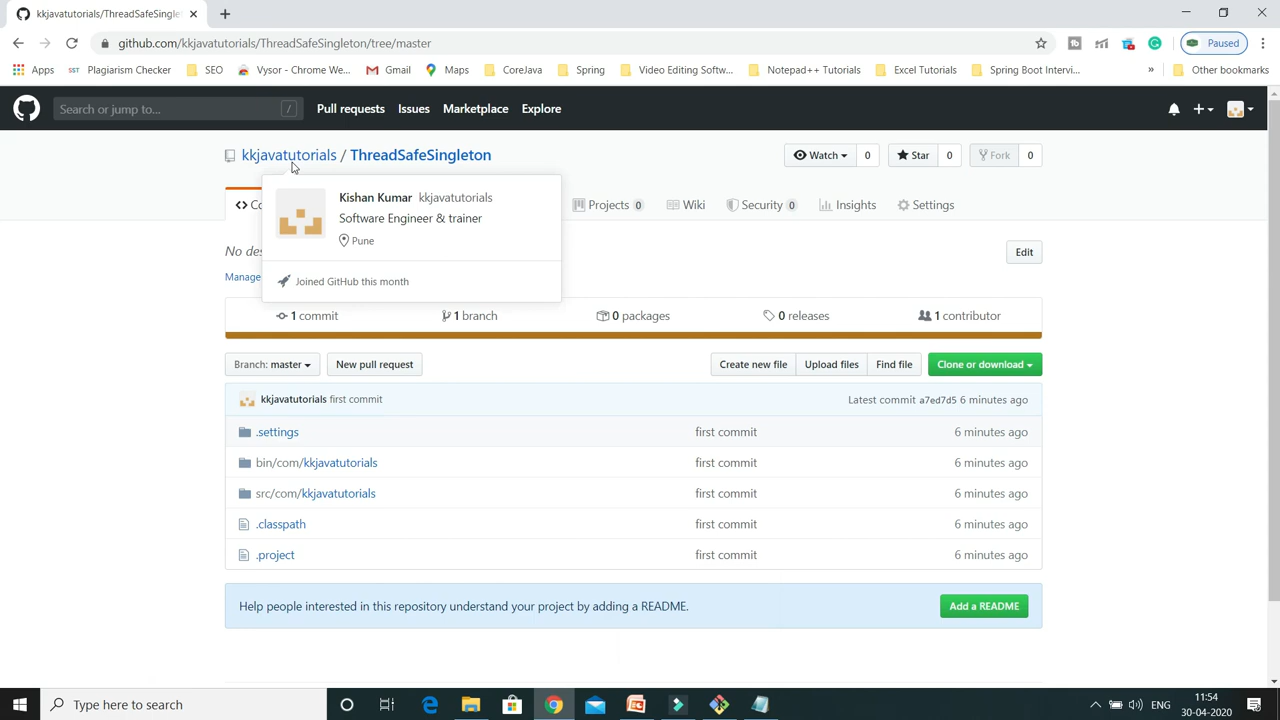 kkjavatutorials/ThreadSafeSingle
github.com/kkjavatutorials/ThreadSafeSingleton/tree/master
Paused
Apps
SST Plagiarism Checker
SEO
Vysor - Chrome We...
Gmail
Maps
CoreJava
Spring
Video Editing Softw...
Notepad++ Tutorials
Excel Tutorials
Spring Boot Intervi...
»
Other bookmarks
Search or jump to... /
Pull requests
Issues
Marketplace
Explore
kkjavatutorials / ThreadSafeSingleton
Watch 0
Star 0
Fork 0
Kishan Kumar kkjavatutorials
Software Engineer & trainer
Pune
Joined GitHub this month
<> Co
Projects 0
Wiki
Security 0
Insights
Settings
No des
Edit
Manage
1 commit
1 branch
0 packages
0 releases
1 contributor
Branch: master
New pull request
Create new file
Upload files
Find file
Clone or download
kkjavatutorials first commit
Latest commit a7ed7d5 6 minutes ago
.settings first commit 6 minutes ago
bin/com/kkjavatutorials first commit 6 minutes ago
src/com/kkjavatutorials first commit 6 minutes ago
.classpath first commit 6 minutes ago
.project first commit 6 minutes ago
Help people interested in this repository understand your project by adding a README.
Add a README
Type here to search
ENG
11:54
30-04-2020